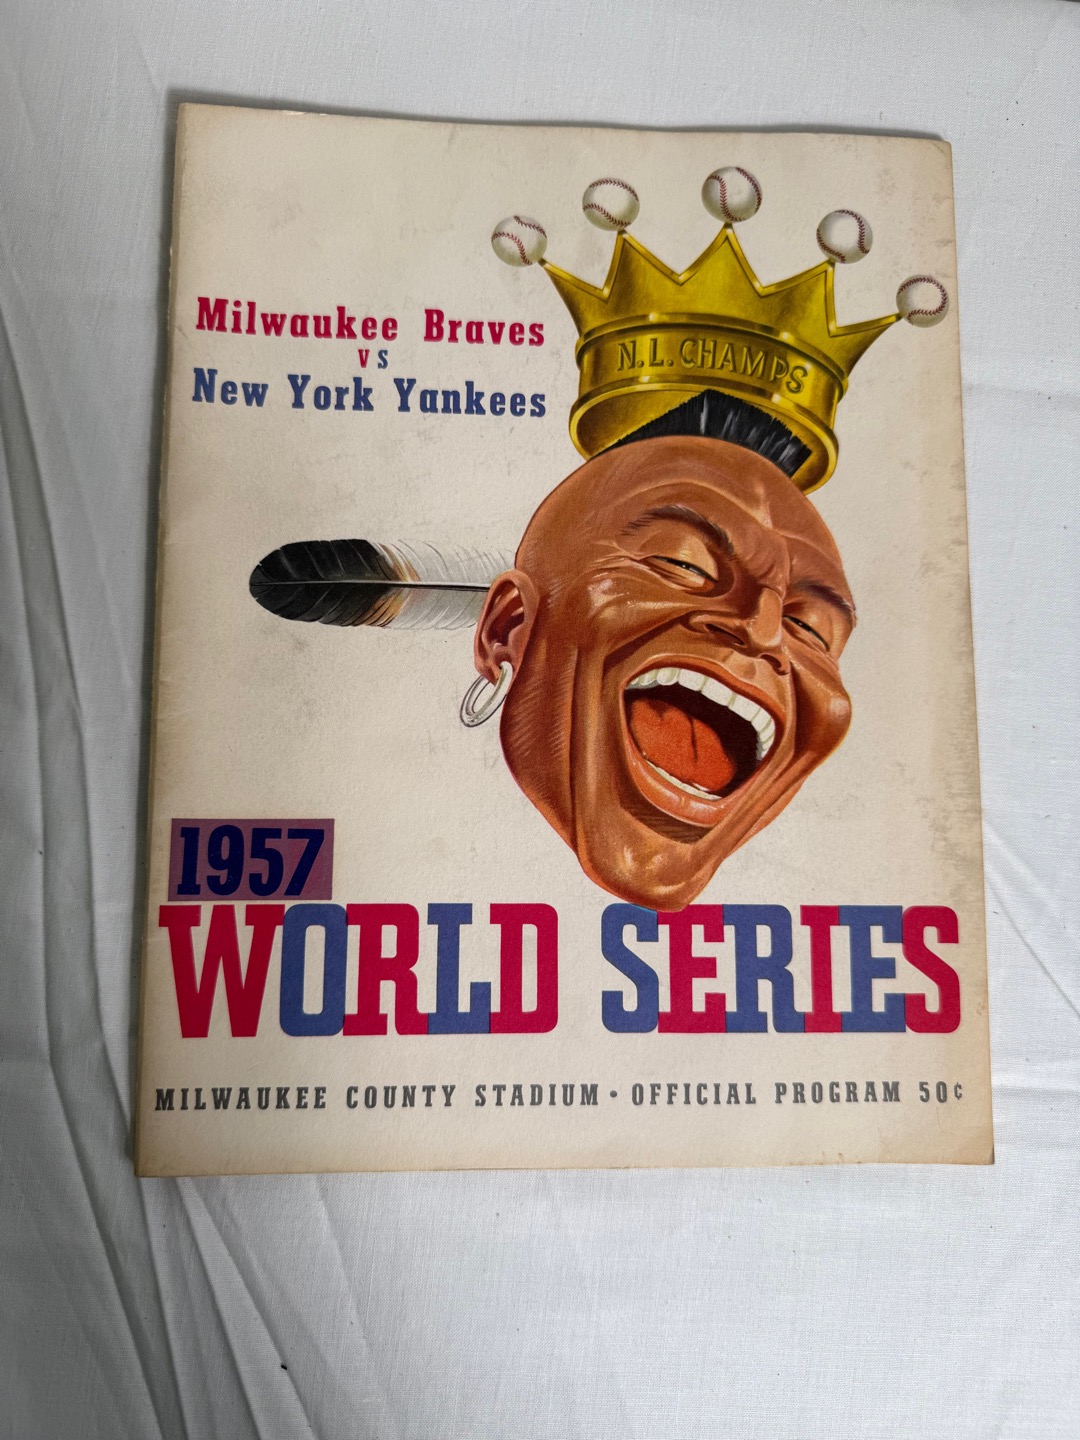 N.L. CHAMPS
Milwaukee Braves
VS
New York Yankees
1957
WORLD SERIES
MILWAUKEE COUNTY STADIUM • OFFICIAL PROGRAM 50¢